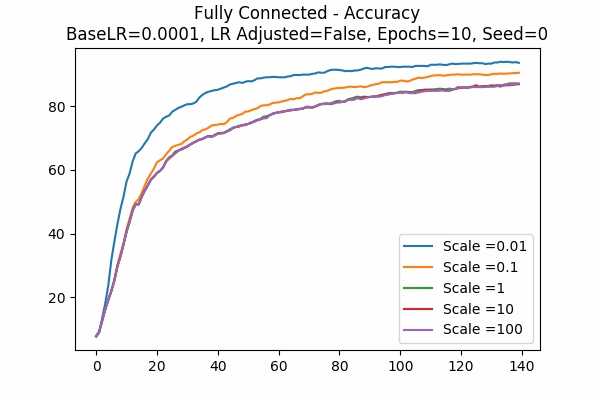 Fully Connected - Accuracy
BaseLR=0.0001, LR Adjusted=False, Epochs=10, Seed=0
80
60
40
20
Scale =0.01
Scale =0.1
Scale =1
Scale =10
Scale =100
0 20 40 60 80 100 120 140